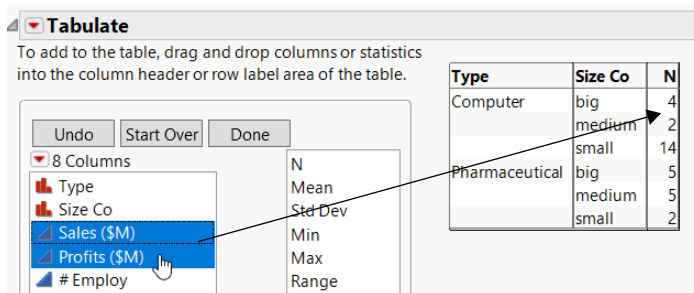 Tabulate
To add to the table, drag and drop columns or statistics
into the column header or row label area of the table.
Undo Start Over Done
8 Columns
Type
Size Co
Sales ($M)
Profits ($M)
# Employ
N
Mean
Std Dev
Min
Max
Range
Type Size Co N
Computer big 4
medium 2
small 14
Pharmaceutical big 5
medium 5
small 2